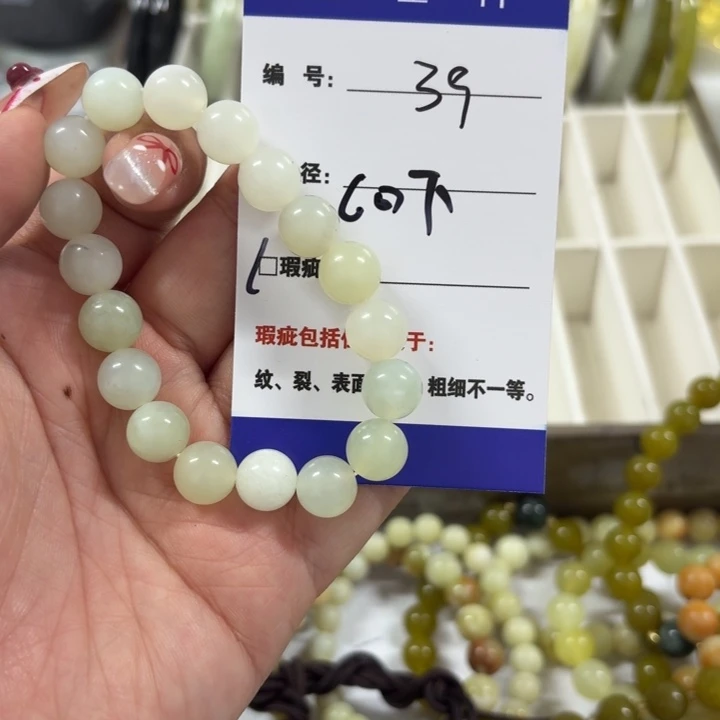 编 号: 39
径: 60下
□瑕疵
瑕疵包括
于:
纹、裂、表面
粗细不一等。